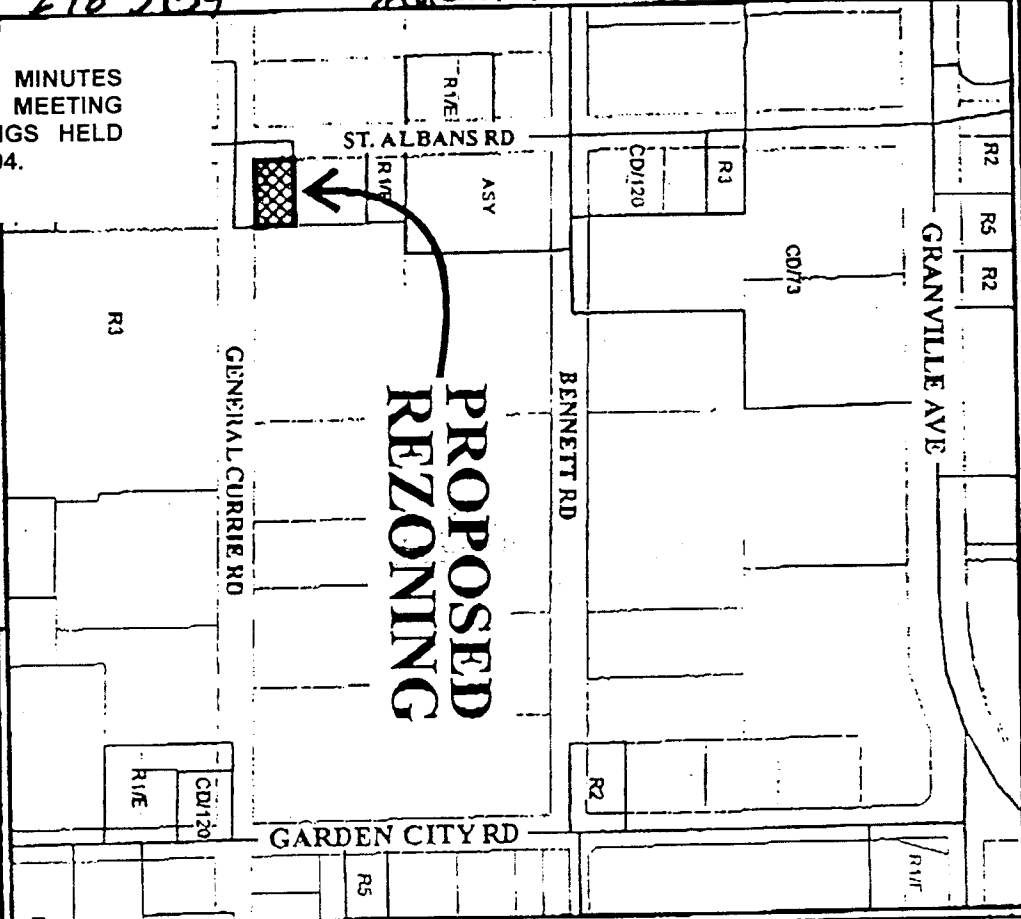 MINUTES
MEETING
NGS HELD
04.
ST. ALBANS RD
R1/E
R1/E
ASY
CD/120
R3
R2
R5
R2
CD/73
GRANVILLE AVE
R3
GENERAL CURRIE RD
BENNETT RD
PROPOSED
REZONING
R1/E
CD/120
R2
GARDEN CITY RD
R5